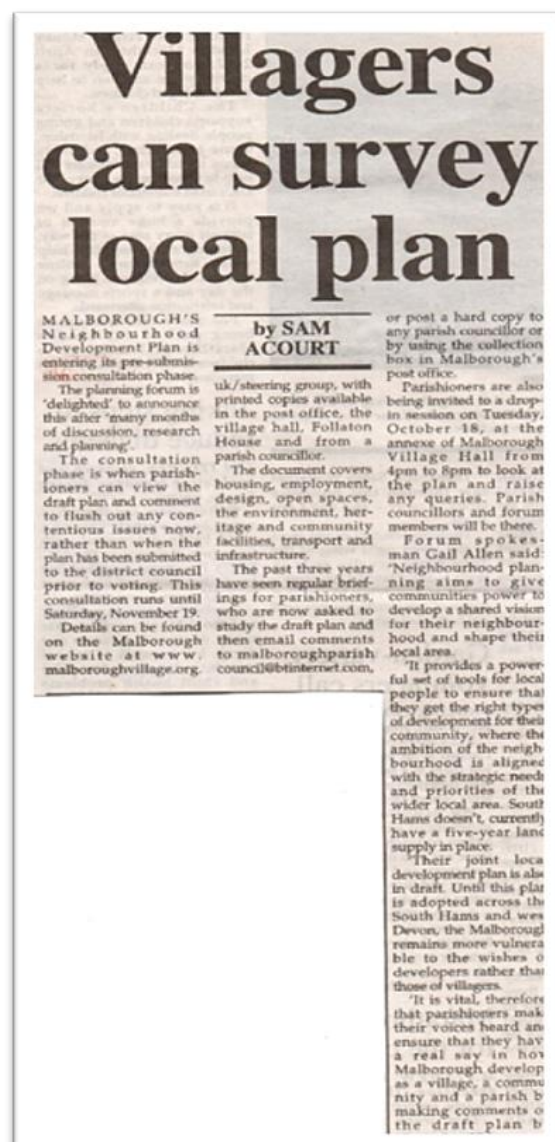 Villagers
can survey
local plan
MALBOROUGH'S
Neighbourhood
Development Plan is
entering its pre-submis-
sion consultation phase.
The planning forum is
'delighted' to announce
this after 'many months
of discussion, research
and planning'.
The consultation
phase is when parish-
ioners can view the
draft plan and comment
to flush out any con-
tentious issues now,
rather than when the
plan has been submitted
to the district council
prior to voting. This
consultation runs until
Saturday, November 19.
Details can be found
on the Malborough
website at www.
malboroughvillage.org.
by SAM
ACOURT
uk/steering group, with
printed copies available
in the post office, the
village hall, Follaton
House and from a
parish councillor.
The document covers
housing, employment,
design, open spaces,
the environment, her-
itage and community
facilities, transport and
infrastructure.
The past three years
have seen regular brief-
ings for parishioners,
who are now asked to
study the draft plan and
then email comments
to malboroughparish
council@btinternet.com,
or post a hard copy to
any parish councillor or
by using the collection
box in Malborough's
post office.
Parishioners are also
being invited to a drop-
in session on Tuesday,
October 18, at the
annexe of Malborough
Village Hall from
4pm to 8pm to look at
the plan and raise
any queries. Parish
councillors and forum
members will be there.
Forum spokes-
man Gail Allen said:
'Neighbourhood plan-
ning aims to give
communities power to
develop a shared vision
for their neighbour-
hood and shape their
local area.
'It provides a power-
ful set of tools for local
people to ensure that
they get the right types
of development for their
community, where the
ambition of the neigh-
bourhood is aligned
with the strategic needs
and priorities of the
wider local area. South
Hams doesn't, currently
have a five-year land
supply in place.
'Their joint loca
development plan is also
in draft. Until this plan
is adopted across the
South Hams and wes
Devon, the Malborough
remains more vulnera
ble to the wishes o
developers rather than
those of villagers.
'It is vital, therefore
that parishioners mak
their voices heard an
ensure that they hav
a real say in how
Malborough develop
as a village, a commu
nity and a parish b
making comments o
the draft plan b